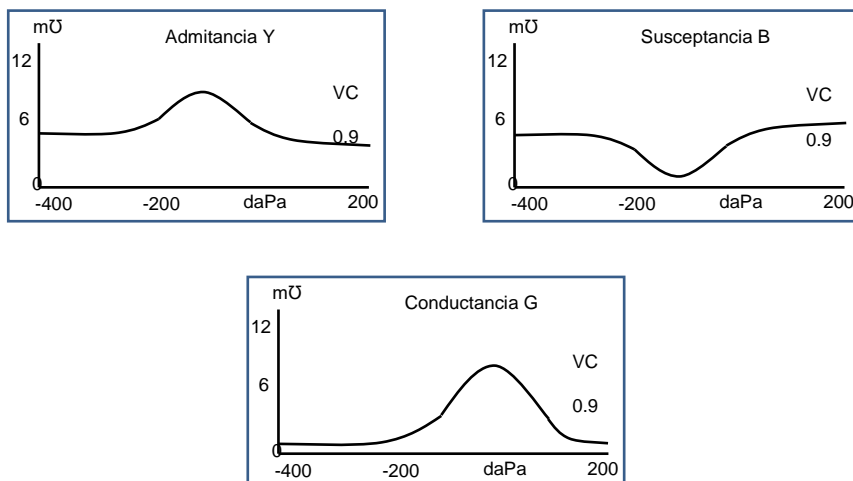 m℧
Admitancia Y
12
VC
6
0.9
0
-400 -200 daPa 200
m℧
Susceptancia B
12
VC
6
0.9
0
-400 -200 daPa 200
m℧
Conductancia G
12
VC
6
0.9
0
-400 -200 daPa 200